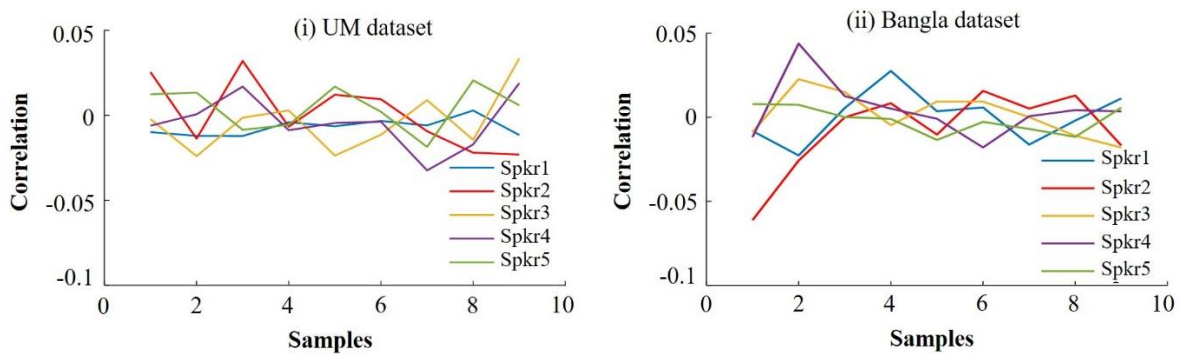 (i) UM dataset
0.05
0
-0.05
-0.1
Correlation
0 2 4 6 8 10
Samples
Spkr1
Spkr2
Spkr3
Spkr4
Spkr5
(ii) Bangla dataset
0.05
0
-0.05
-0.1
Correlation
0 2 4 6 8 10
Samples
Spkr1
Spkr2
Spkr3
Spkr4
Spkr5